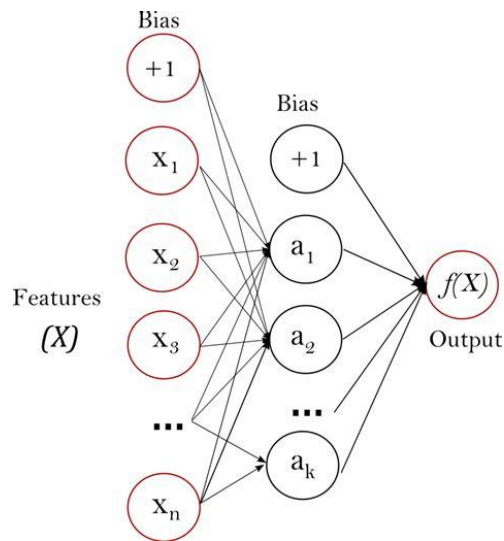 Bias
+1
x1
x2
x3
...
xn
Features
(X)
Bias
+1
a1
a2
...
ak
f(X)
Output